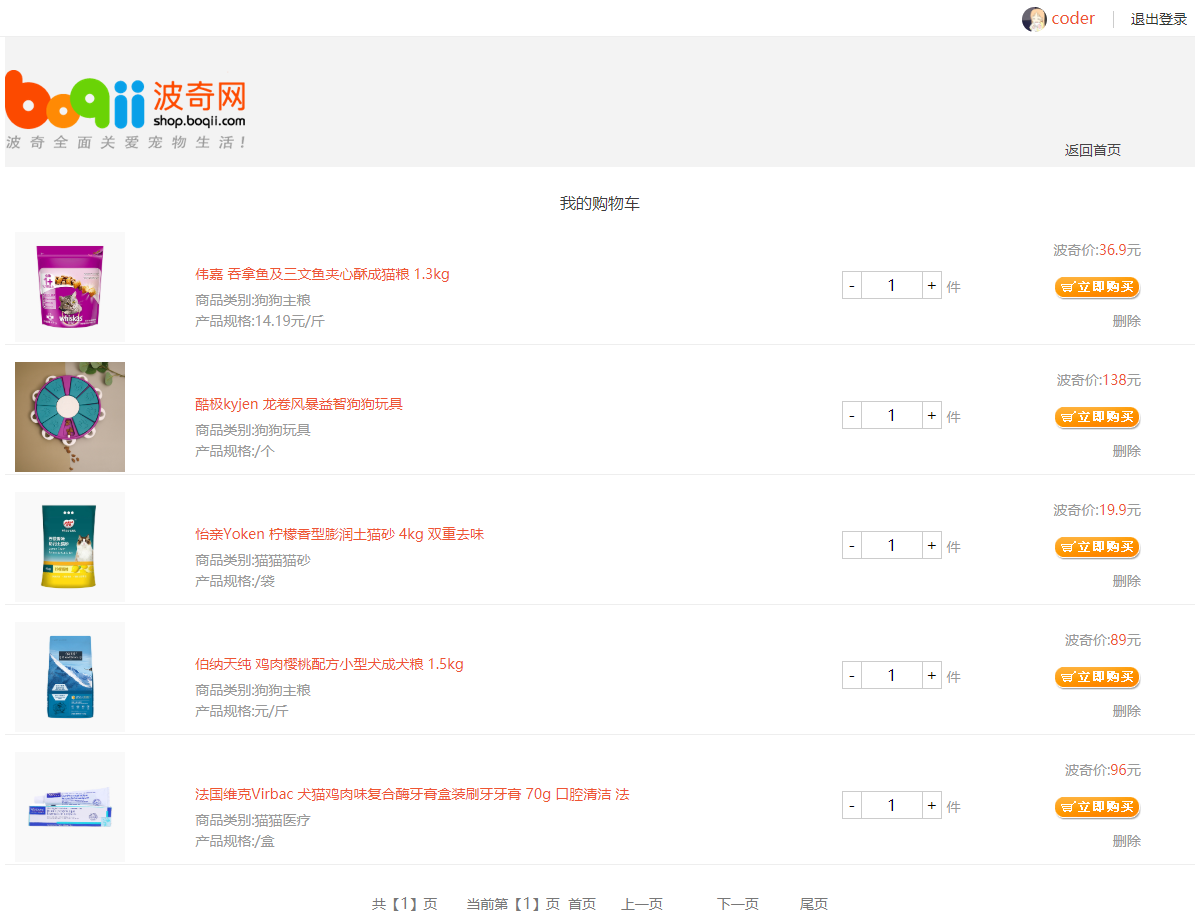 coder
退出登录
boqii 波奇网
shop.boqii.com
波奇全面关爱宠物生活!
返回首页
我的购物车
whiskas
伟嘉 吞拿鱼及三文鱼夹心酥成猫粮 1.3kg
商品类别:狗狗主粮
产品规格:14.19元/斤
- 1 + 件
波奇价:36.9元
立即购买
删除
酷极kyjen 龙卷风暴益智狗狗玩具
商品类别:狗狗玩具
产品规格:/个
- 1 + 件
波奇价:138元
立即购买
删除
怡亲Yoken 柠檬香型膨润土猫砂 4kg 双重去味
商品类别:猫猫猫砂
产品规格:/袋
- 1 + 件
波奇价:19.9元
立即购买
删除
伯纳天纯 鸡肉樱桃配方小型犬成犬粮 1.5kg
商品类别:狗狗主粮
产品规格:元/斤
- 1 + 件
波奇价:89元
立即购买
删除
法国维克Virbac 犬猫鸡肉味复合酶牙膏盒装刷牙牙膏 70g 口腔清洁 法
商品类别:猫猫医疗
产品规格:/盒
- 1 + 件
波奇价:96元
立即购买
删除
共【1】页 当前第【1】页 首页 上一页 下一页 尾页